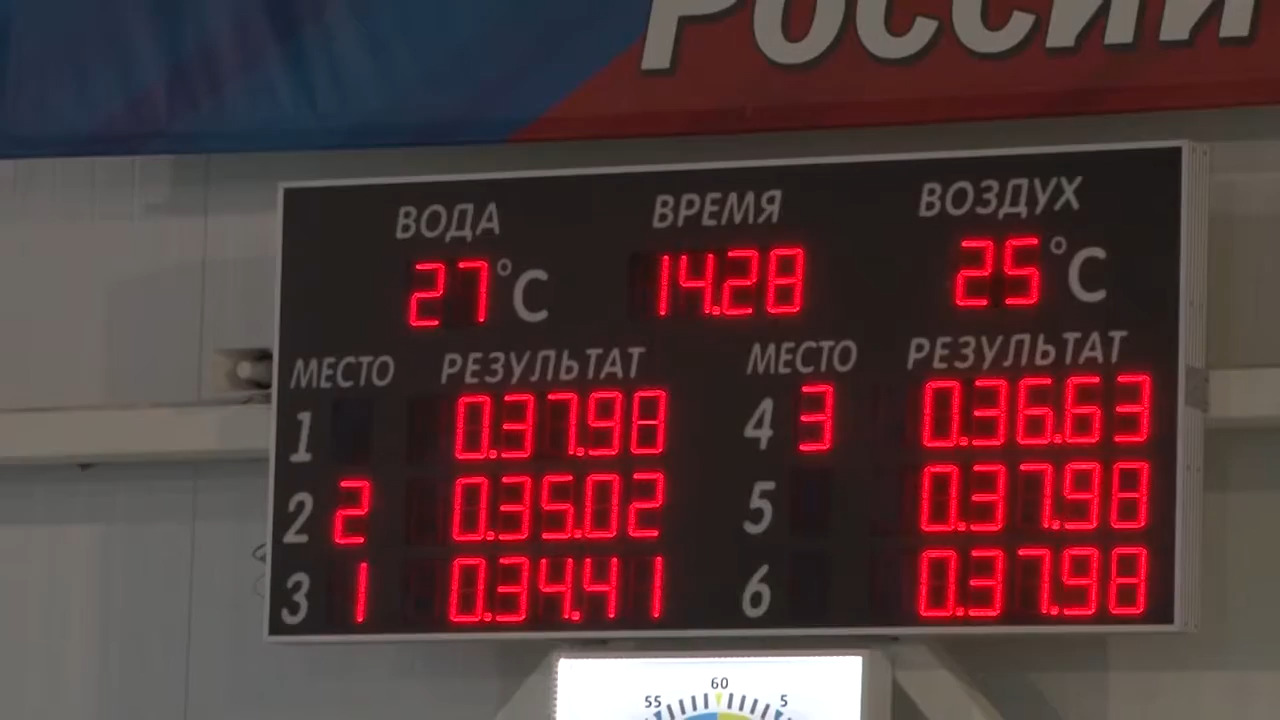 России
ВОДА ВРЕМЯ ВОЗДУХ
27°C 14.28 25°C
МЕСТО РЕЗУЛЬТАТ МЕСТО РЕЗУЛЬТАТ
1 0.37.98 4 3 0.36.63
2 2 0.35.02 5 0.37.98
3 1 0.34.41 6 0.37.98
55 60 5